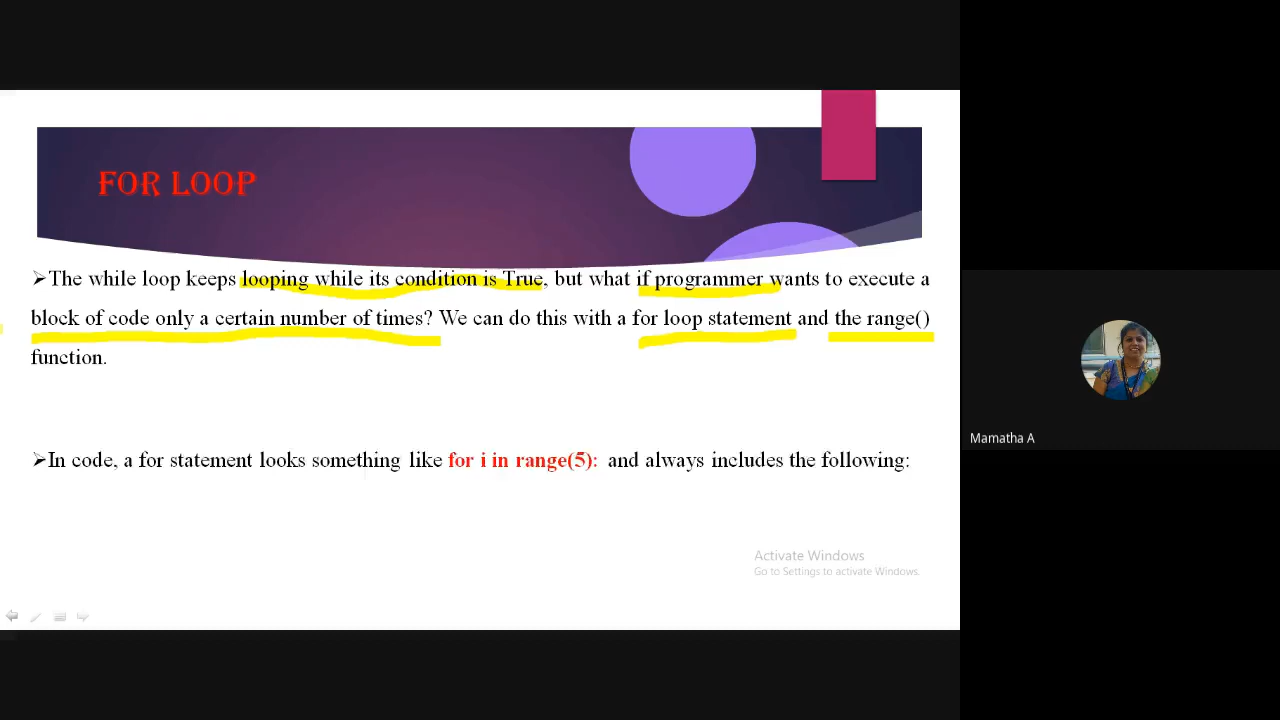 FOR LOOP
➢The while loop keeps looping while its condition is True, but what if programmer wants to execute a
block of code only a certain number of times? We can do this with a for loop statement and the range()
function.
➢In code, a for statement looks something like for i in range(5): and always includes the following:
Activate Windows
Go to Settings to activate Windows.
Mamatha A